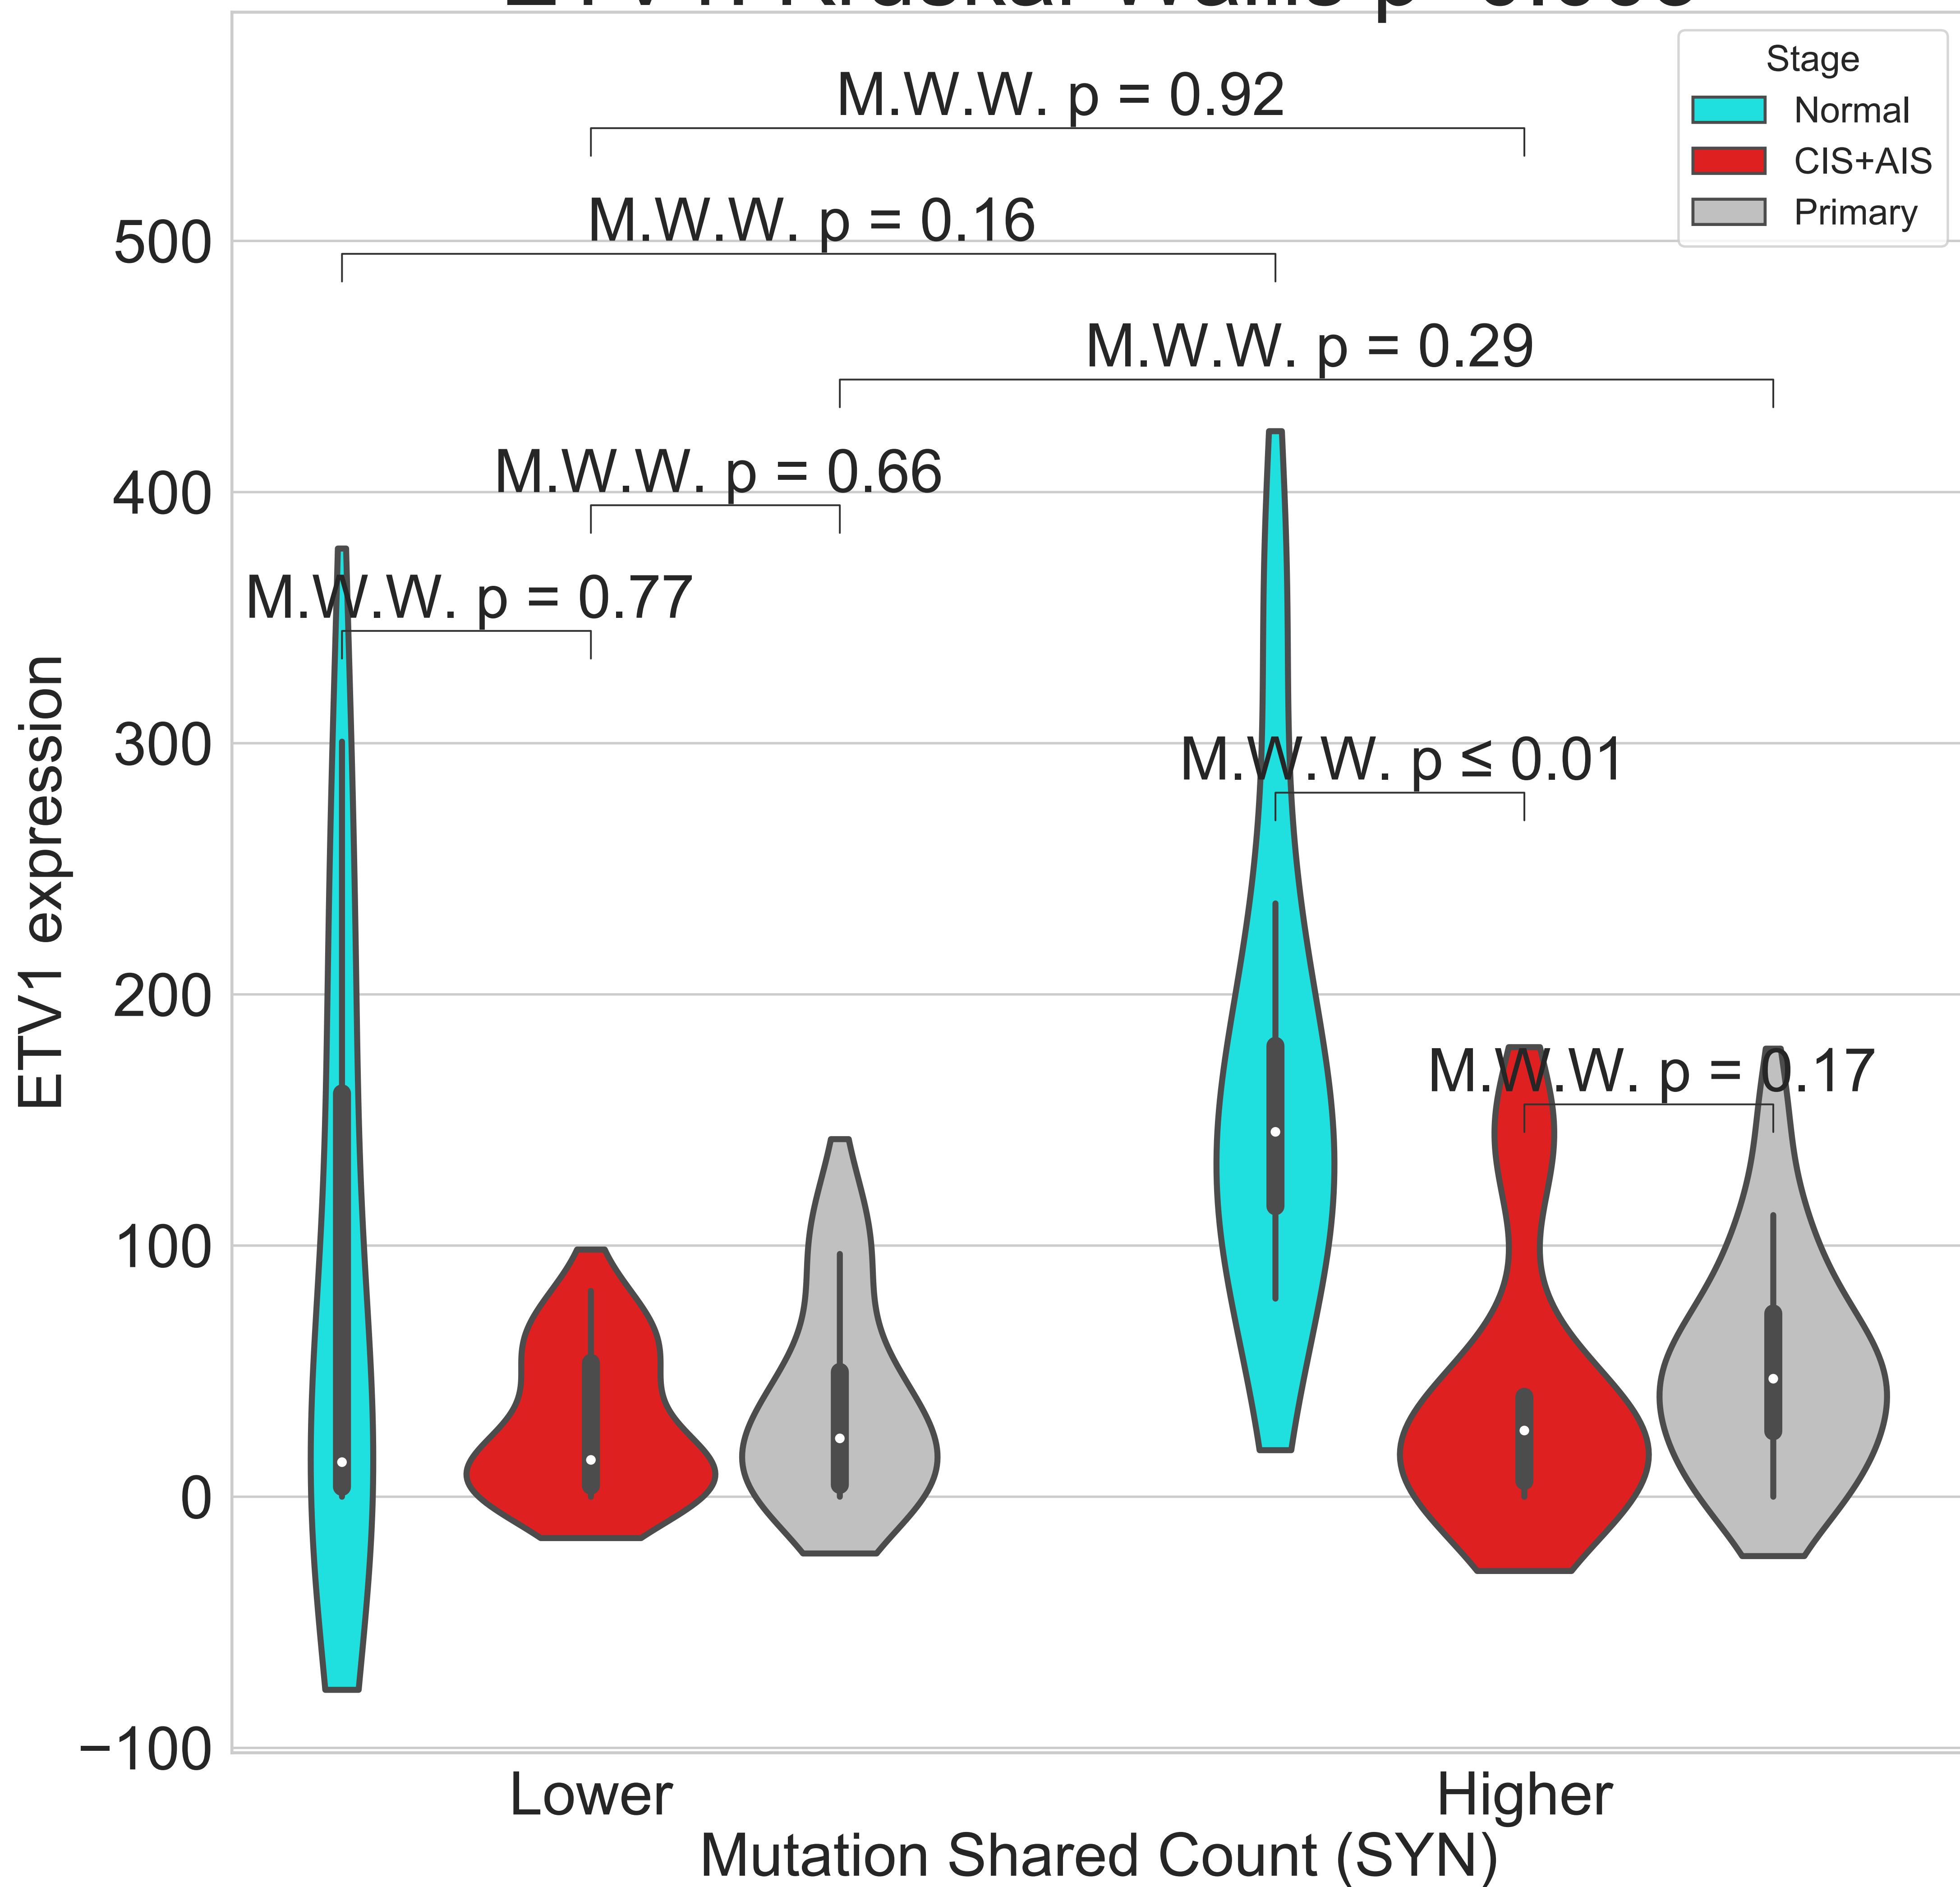 Stage
Normal
CIS+AIS
Primary
M.W.W. p = 0.92
M.W.W. p = 0.16
M.W.W. p = 0.29
M.W.W. p = 0.66
M.W.W. p = 0.77
M.W.W. p ≤ 0.01
M.W.W. p = 0.17
500
400
300
200
100
0
−100
ETV1 expression
Lower
Higher
Mutation Shared Count (SYN)